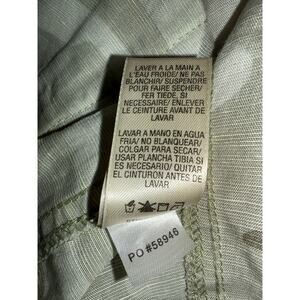 LAVER A LA MAIN A
L'EAU FROIDE/ NE PAS
BLANCHIR/ SUSPENDRE
POUR FAIRE SECHER/
FER TIEDE, SI
NECESSAIRE/ ENLEVER
LE CEINTURE AVANT DE
LAVAR
LAVAR A MANO EN AGUA
FRIA/ NO BLANQUEAR/
COLGAR PARA SECAR/
USAR PLANCHA TIBIA SI
ES NECESARIO/ QUITAR
EL CINTURON ANTES DE
LAVAR
PO #58946